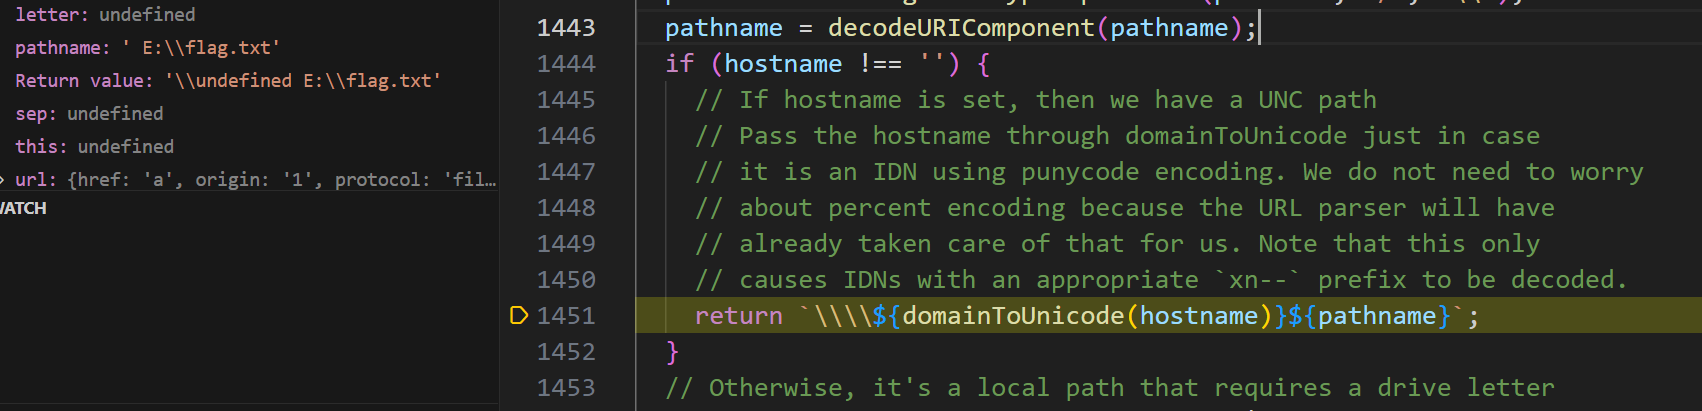 letter: undefined
pathname: ' E:\\flag.txt'
Return value: '\\undefined E:\\flag.txt'
sep: undefined
this: undefined
url: {href: 'a', origin: '1', protocol: 'fil…
WATCH
1443 pathname = decodeURIComponent(pathname);
1444 if (hostname !== '') {
1445 // If hostname is set, then we have a UNC path
1446 // Pass the hostname through domainToUnicode just in case
1447 // it is an IDN using punycode encoding. We do not need to worry
1448 // about percent encoding because the URL parser will have
1449 // already taken care of that for us. Note that this only
1450 // causes IDNs with an appropriate `xn--` prefix to be decoded.
1451 return `\\\\${domainToUnicode(hostname)}${pathname}`;
1452 }
1453 // Otherwise, it's a local path that requires a drive letter